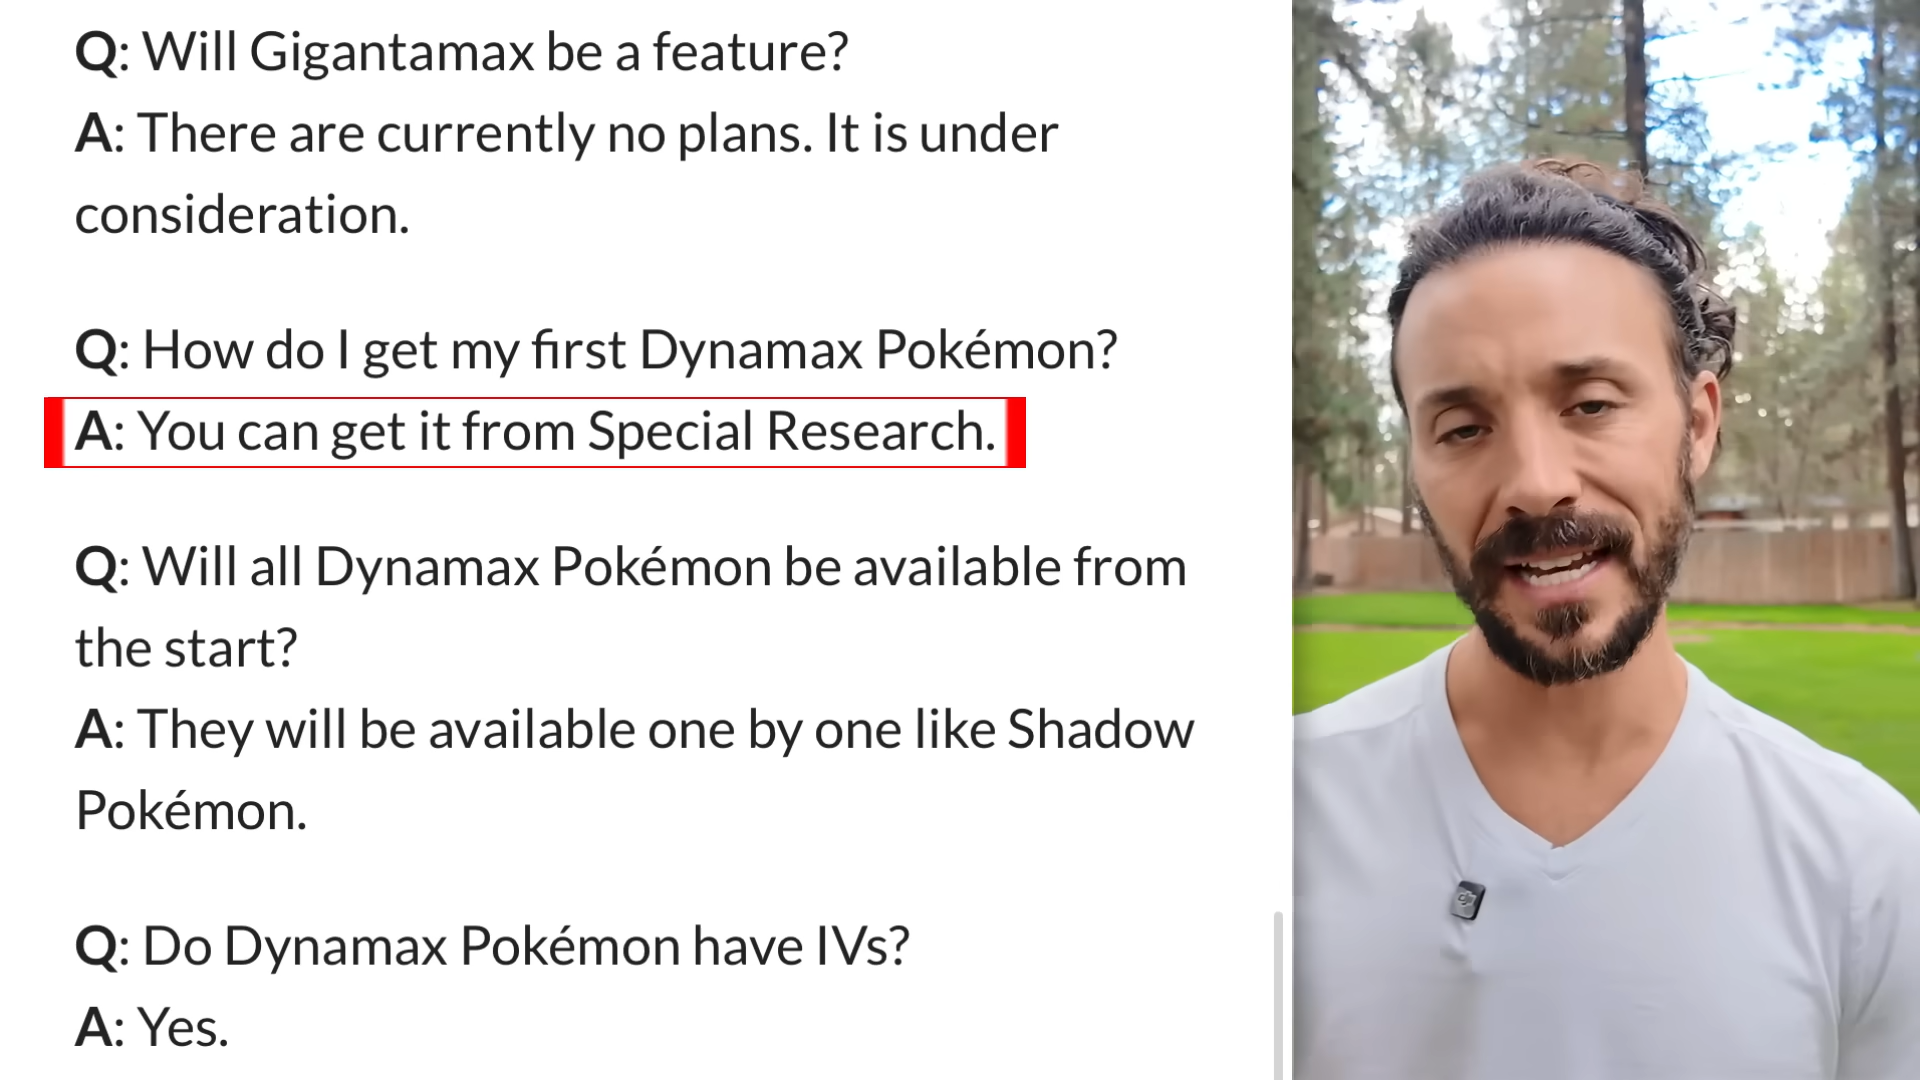 Q: Will Gigantamax be a feature?
A: There are currently no plans. It is under
consideration.
Q: How do I get my first Dynamax Pokémon?
A: You can get it from Special Research.
Q: Will all Dynamax Pokémon be available from
the start?
A: They will be available one by one like Shadow
Pokémon.
Q: Do Dynamax Pokémon have IVs?
A: Yes.